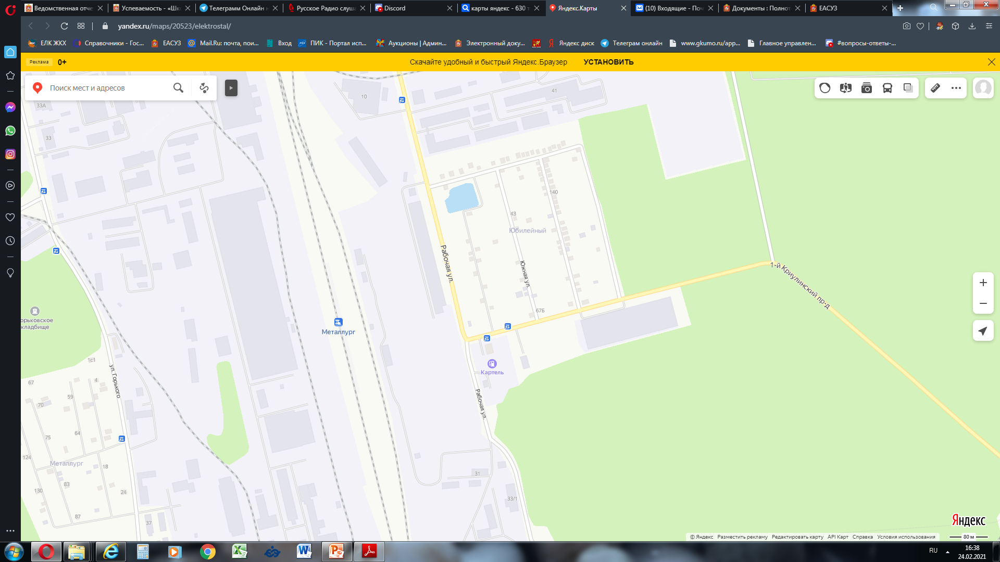 Ведомственная отче
Успеваемость - «Шко
Телеграмм Онлайн н
Русское Радио слуша
Discord
карты яндекс - 630 т
Яндекс.Карты
(10) Входящие - Поч
Документы : Полнот
ЕАСУЗ
yandex.ru/maps/20523/elektrostal/
ЕЛК ЖКХ
Справочники - Гос...
ЕАСУЗ
Mail.Ru: почта, пои...
Вход
ПИК - Портал исп...
Аукционы | Админ...
Электронный доку...
Яндекс диск
Телеграм онлайн
www.gkumo.ru/app...
Главное управлен...
#вопросы-ответы-...
Реклама
0+
Скачайте удобный и быстрый Яндекс.Браузер
УСТАНОВИТЬ
Поиск мест и адресов
10
41
33А
33
140
43
Юбилейный
Рабочая ул.
Южная ул.
1-й Криулинский пр-д
67Б
орьковское
кладбище
Металлург
1с1
ул. Горького
Картель
67
4
59
70
Рабочая ул.
64
75
124
Металлург
18
31
83
130
24
33/1
87
37
Яндекс
© Яндекс
Разместить рекламу
Редактировать карту
API Карт
Справка
Условия использования
80 м
RU
16:38
24.02.2021